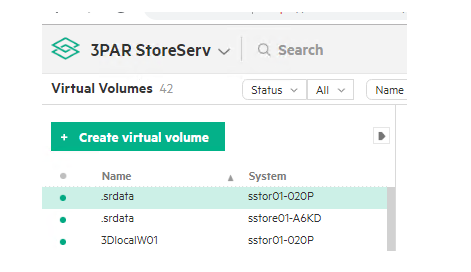 3PAR StoreServ Search
Virtual Volumes 42 Status All Name
+ Create virtual volume
Name System
.srdata sstor01-020P
.srdata sstore01-A6KD
3DlocalW01 sstor01-020P